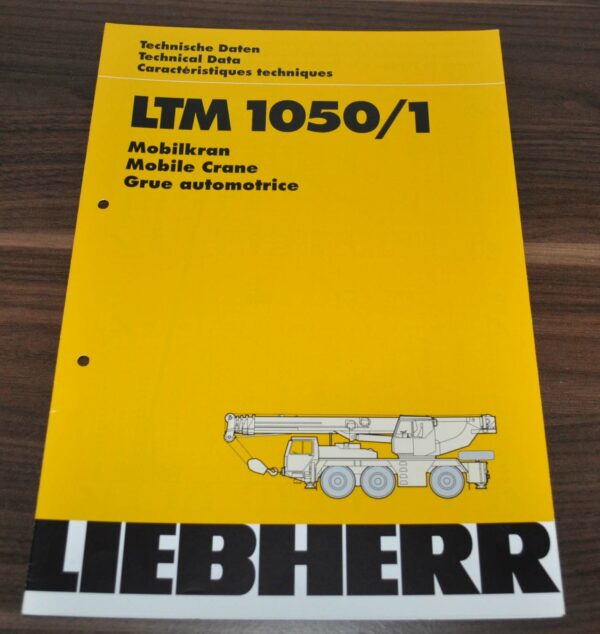 Technische Daten
Technical Data
Caractéristiques techniques
LTM 1050/1
Mobilkran
Mobile Crane
Grue automotrice
LIEBHERR